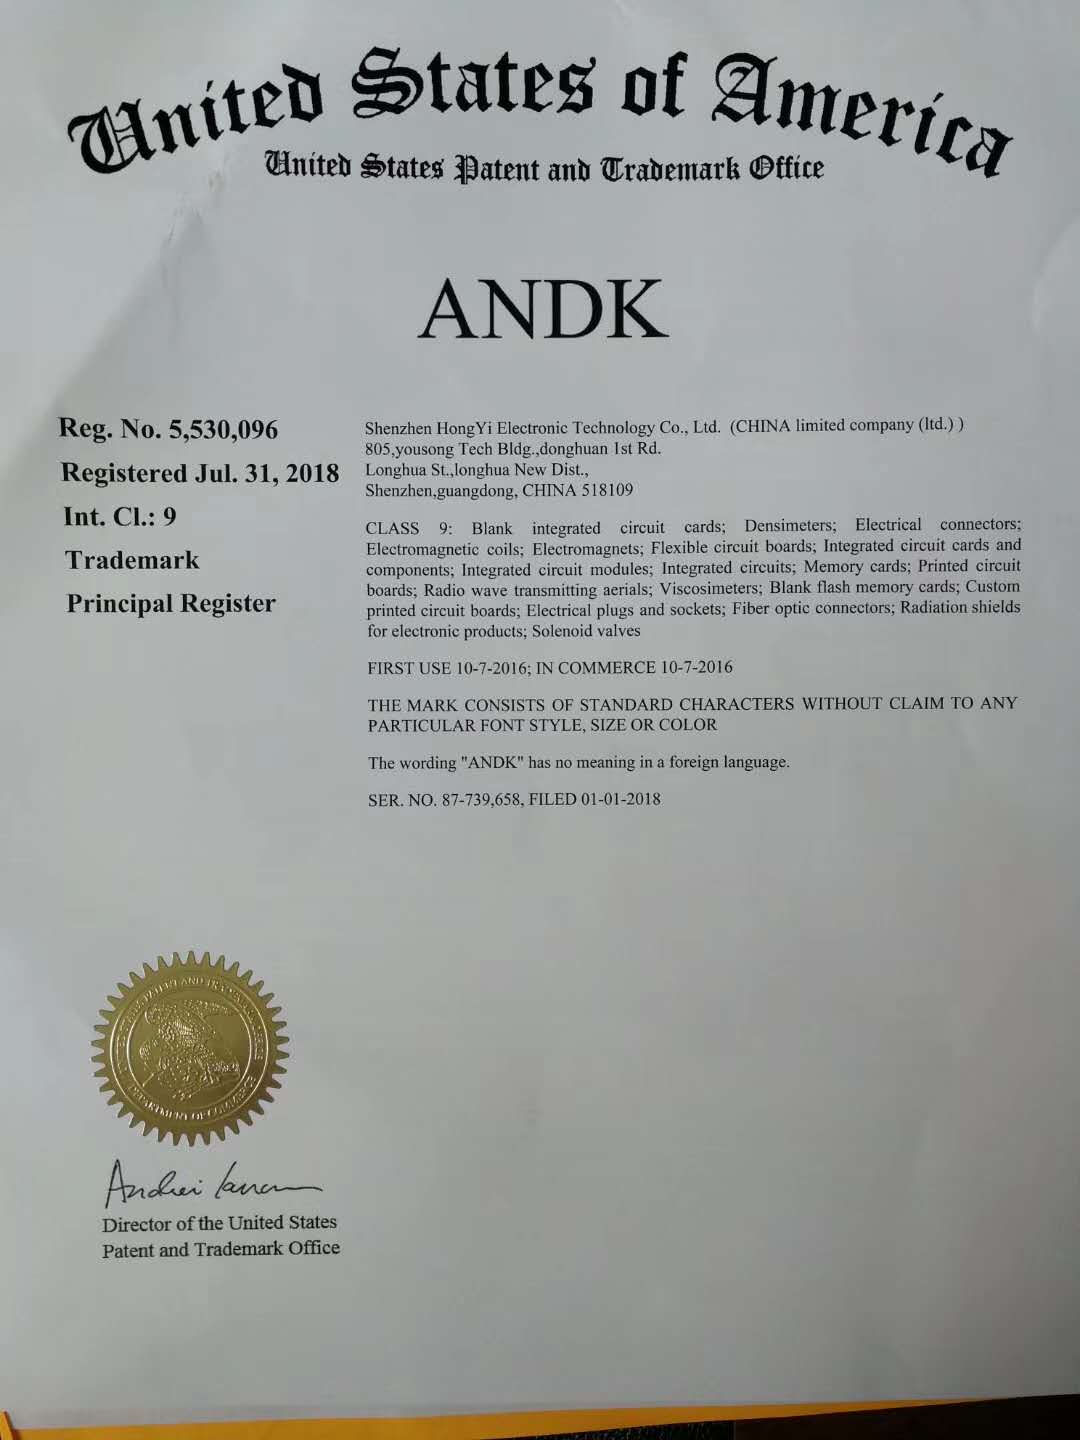 United States of America
United States Patent and Trademark Office
ANDK
Reg. No. 5,530,096
Registered Jul. 31, 2018
Int. Cl.: 9
Trademark
Principal Register
Shenzhen HongYi Electronic Technology Co., Ltd. (CHINA limited company (ltd.) )
805,yousong Tech Bldg.,donghuan 1st Rd.
Longhua St.,longhua New Dist.,
Shenzhen,guangdong, CHINA 518109
CLASS 9: Blank integrated circuit cards; Densimeters; Electrical connectors;
Electromagnetic coils; Electromagnets; Flexible circuit boards; Integrated circuit cards and
components; Integrated circuit modules; Integrated circuits; Memory cards; Printed circuit
boards; Radio wave transmitting aerials; Viscosimeters; Blank flash memory cards; Custom
printed circuit boards; Electrical plugs and sockets; Fiber optic connectors; Radiation shields
for electronic products; Solenoid valves
FIRST USE 10-7-2016; IN COMMERCE 10-7-2016
THE MARK CONSISTS OF STANDARD CHARACTERS WITHOUT CLAIM TO ANY
PARTICULAR FONT STYLE, SIZE OR COLOR
The wording "ANDK" has no meaning in a foreign language.
SER. NO. 87-739,658, FILED 01-01-2018
PATENT AND
DEPARTMENT OF COMMERCE
Andrei Iancu
Director of the United States
Patent and Trademark Office